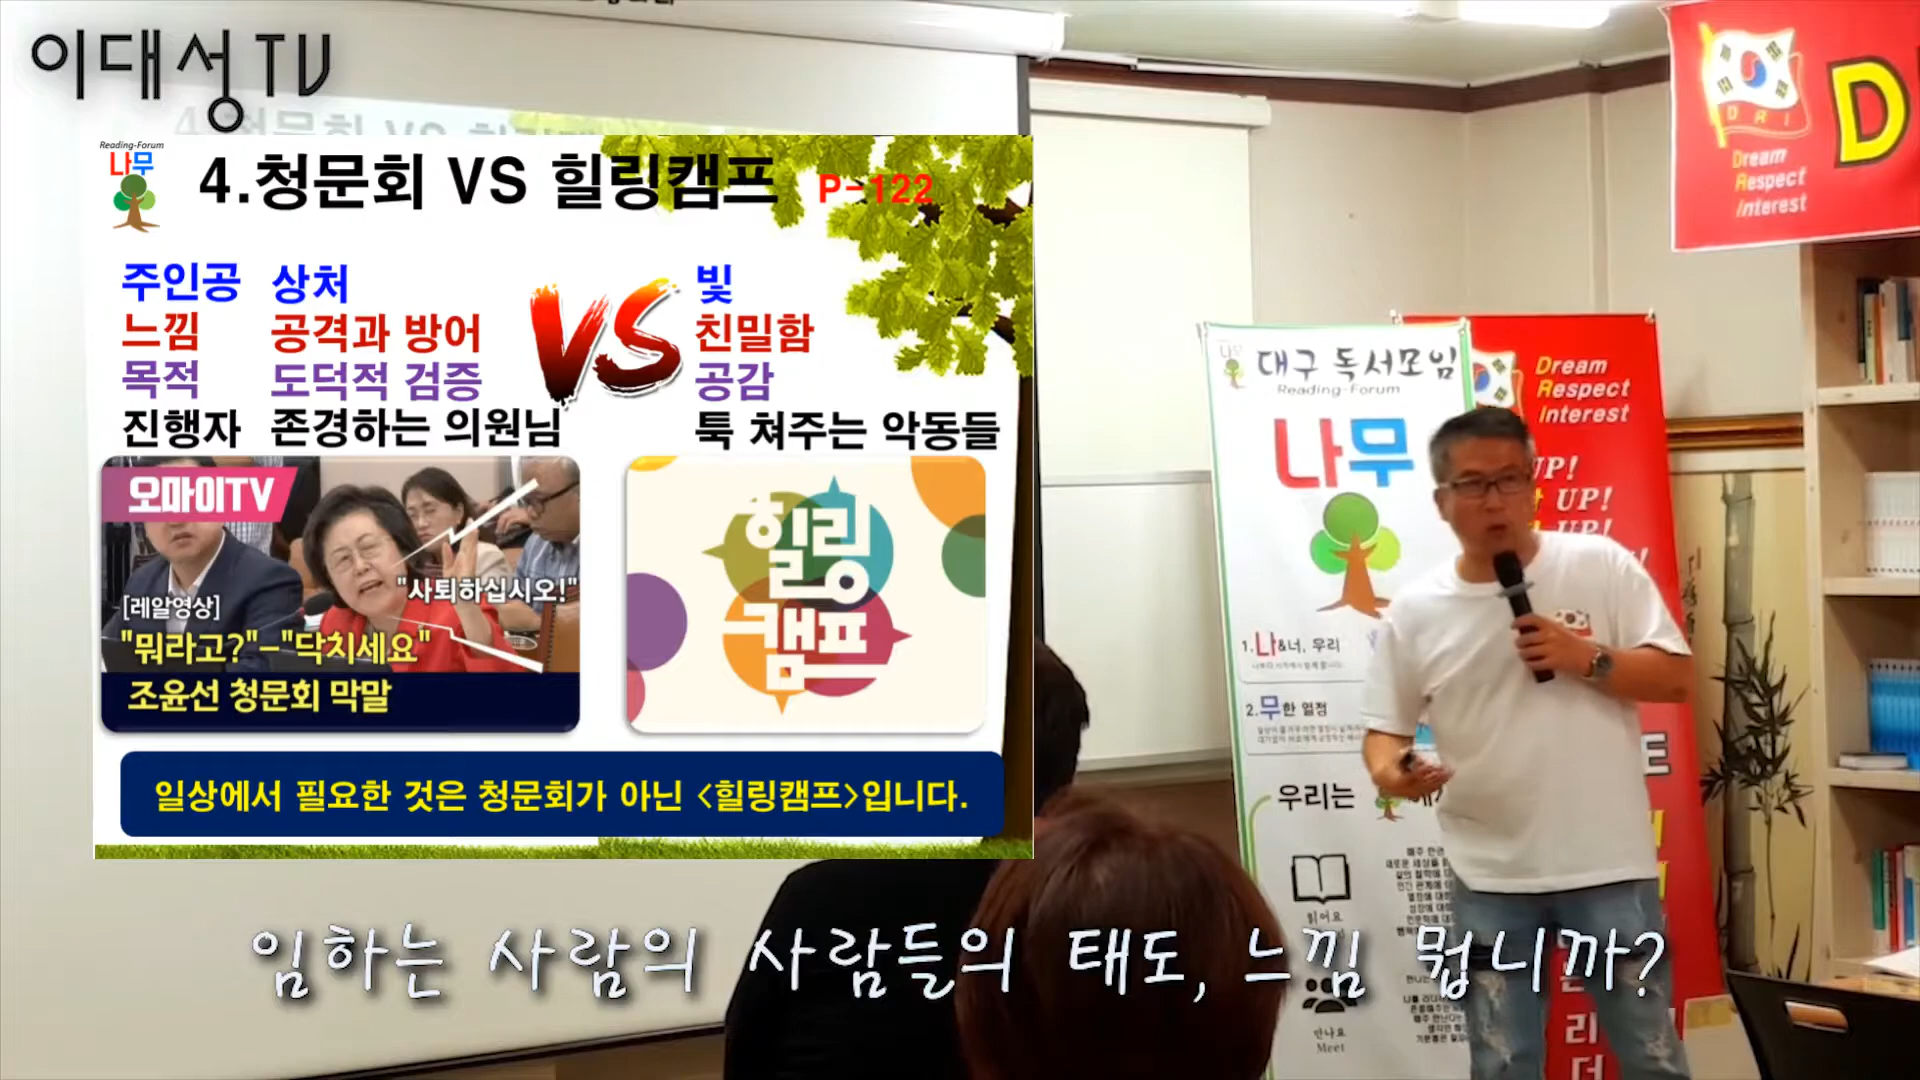 이대성TV
Reading-Forum
나무
4.청문회 VS 힐링캠프 P-122
주인공 상처 빛
느낌 공격과 방어 친밀함
목적 도덕적 검증 공감
진행자 존경하는 의원님 툭 쳐주는 악동들
VS
오마이TV
"사퇴하십시오!"
[레알영상]
"뭐라고?"-"닥치세요"
조윤선 청문회 막말
힐링
캠프
일상에서 필요한 것은 청문회가 아닌 <힐링캠프>입니다.
임하는 사람의 사람들의 태도, 느낌 뭡니까?
DRI
Dream
Respect
Interest
D
대구 독서모임
Reading-Forum
나무
1.나&너, 우리
2.무한 열정
우리는
읽어요
만나요
Meet
Dream
Respect
Interest
UP!
UP!
UP!
리
더